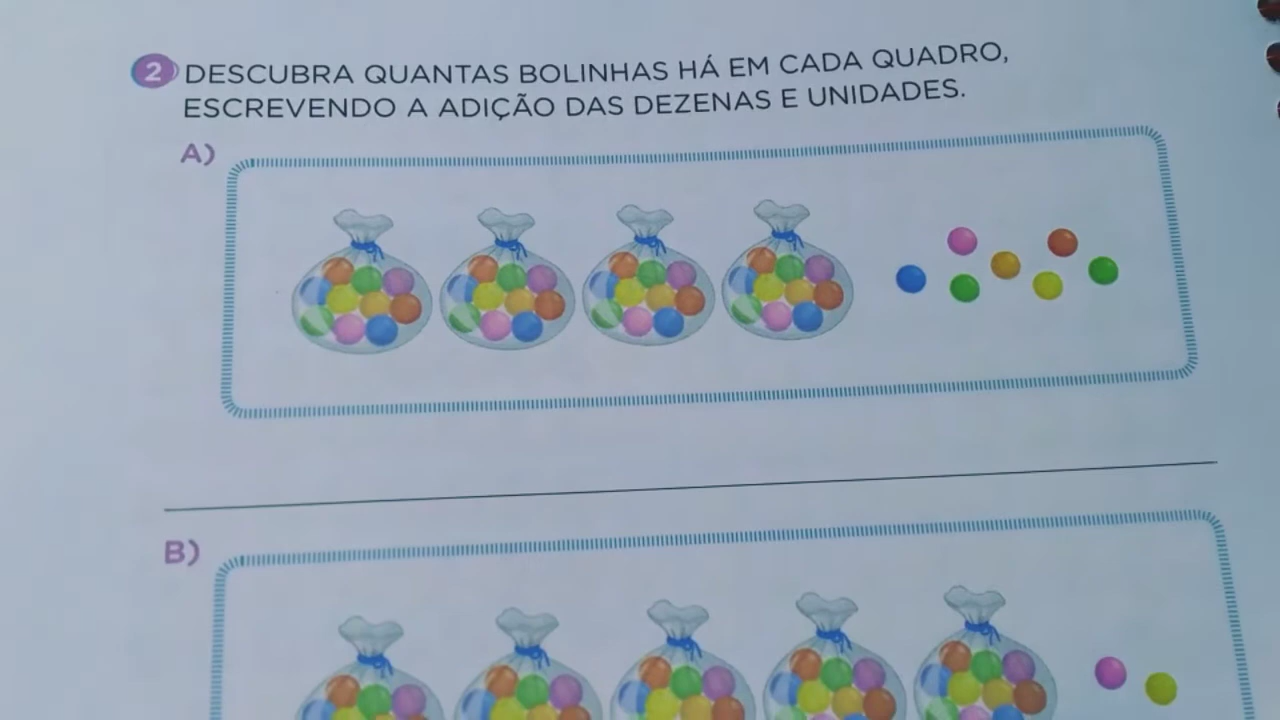 2 DESCUBRA QUANTAS BOLINHAS HÁ EM CADA QUADRO,
ESCREVENDO A ADIÇÃO DAS DEZENAS E UNIDADES.
A)
B)